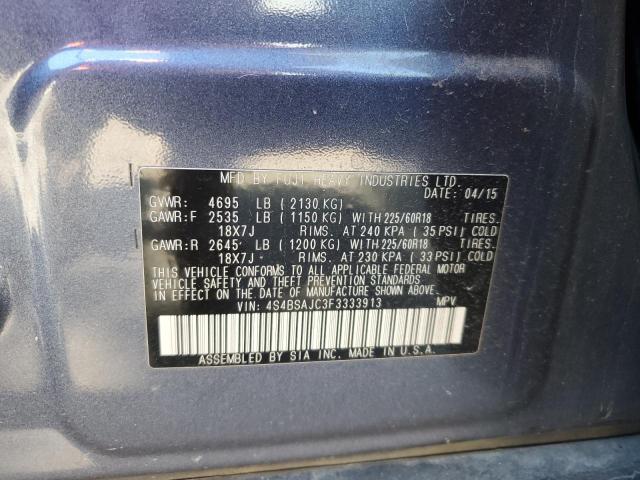 MFD BY FUJI HEAVY INDUSTRIES LTD.
DATE: 04/15
GVWR: 4695 LB ( 2130 KG)
GAWR:F 2535 LB ( 1150 KG) WITH 225/60R18 TIRES.
18X7J RIMS. AT 240 KPA ( 35 PSI) COLD
GAWR:R 2645 LB ( 1200 KG) WITH 225/60R18 TIRES.
18X7J RIMS. AT 230 KPA ( 33 PSI) COLD
THIS VEHICLE CONFORMS TO ALL APPLICABLE FEDERAL MOTOR
VEHICLE SAFETY AND THEFT PREVENTION STANDARDS
IN EFFECT ON THE DATE OF MANUFACTURE SHOWN ABOVE.
VIN: 4S4BSAJC3F3333913 MPV
ASSEMBLED BY SIA INC. MADE IN U.S.A.